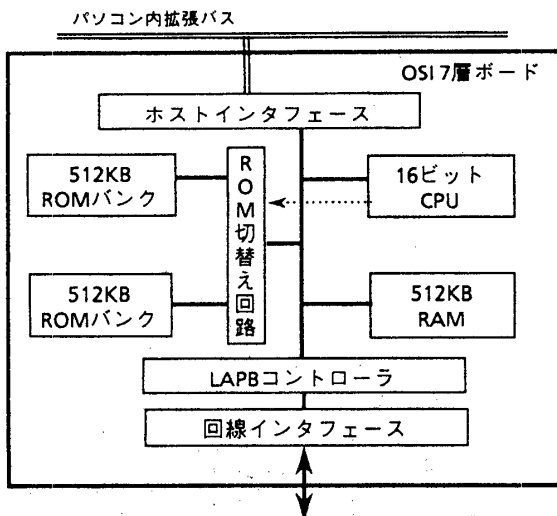 パソコン内拡張バス
OSI 7層ボード
ホストインタフェース
512KB
ROMバンク
ROM切替え回路
16ビット
CPU
512KB
ROMバンク
512KB
RAM
LAPBコントローラ
回線インタフェース